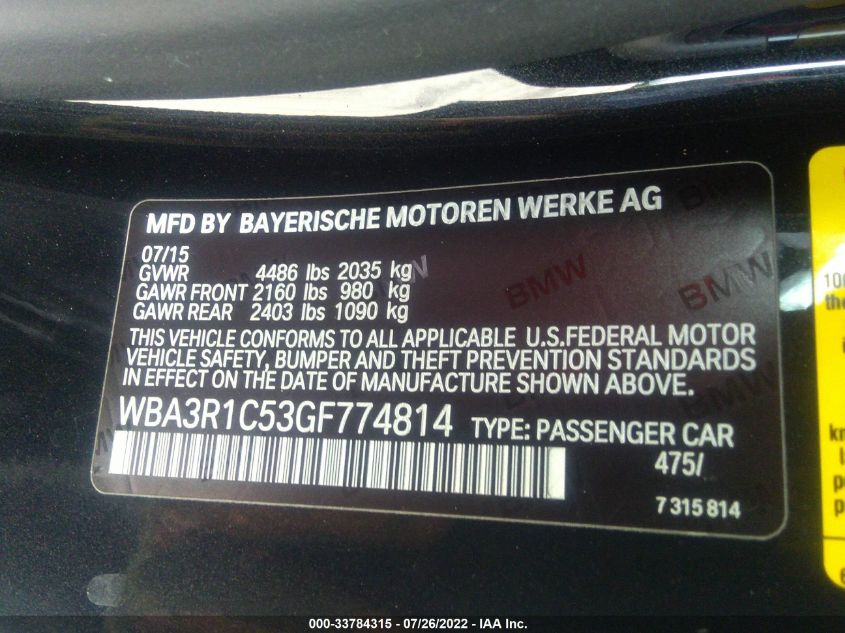 MFD BY BAYERISCHE MOTOREN WERKE AG
07/15
GVWR 4486 lbs 2035 kg
GAWR FRONT 2160 lbs 980 kg
GAWR REAR 2403 lbs 1090 kg
THIS VEHICLE CONFORMS TO ALL APPLICABLE U.S.FEDERAL MOTOR
VEHICLE SAFETY, BUMPER AND THEFT PREVENTION STANDARDS
IN EFFECT ON THE DATE OF MANUFACTURE SHOWN ABOVE.
WBA3R1C53GF774814 TYPE: PASSENGER CAR
475/
7 315 814
BMW
BMW
000-33784315 - 07/26/2022 - IAA Inc.